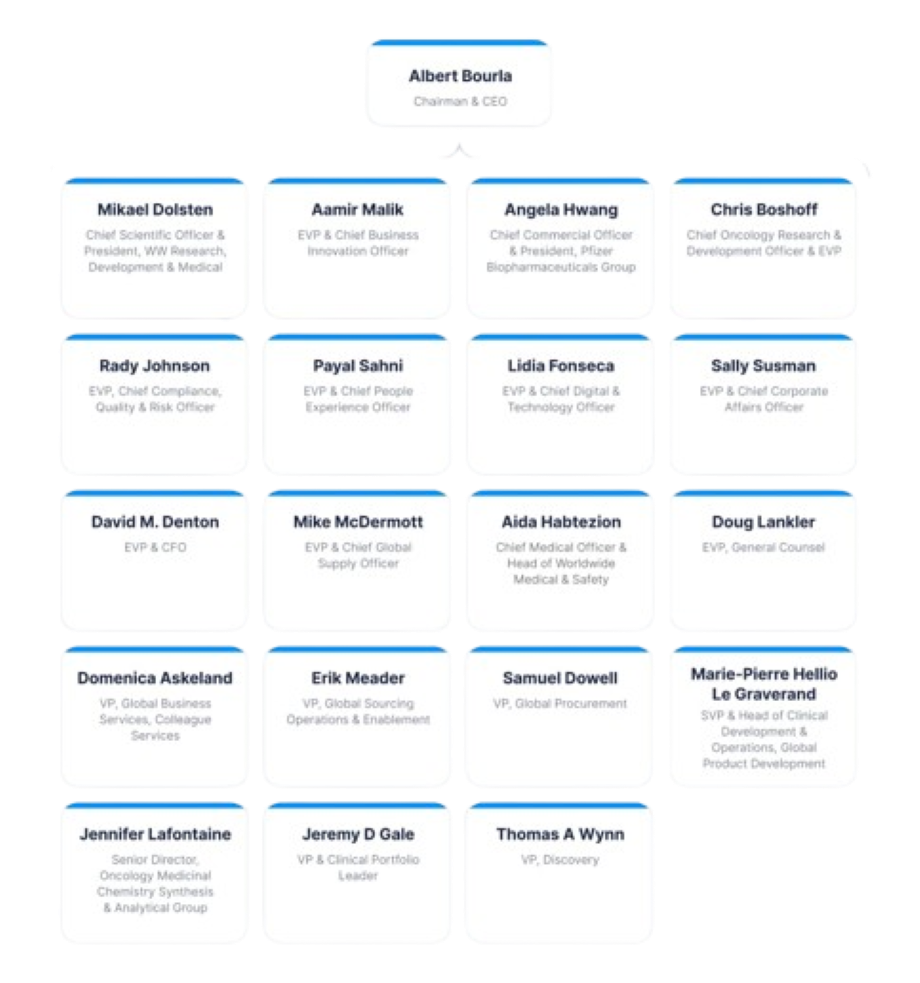 Albert Bourla
Chairman & CEO
Mikael Dolsten
Chief Scientific Officer &
President, WW Research,
Development & Medical
Aamir Malik
EVP & Chief Business
Innovation Officer
Angela Hwang
Chief Commercial Officer
& President, Pfizer
Biopharmaceuticals Group
Chris Boshoff
Chief Oncology Research &
Development Officer & EVP
Rady Johnson
EVP, Chief Compliance,
Quality & Risk Officer
Payal Sahni
EVP & Chief People
Experience Officer
Lidia Fonseca
EVP & Chief Digital &
Technology Officer
Sally Susman
EVP & Chief Corporate
Affairs Officer
David M. Denton
EVP & CFO
Mike McDermott
EVP & Chief Global
Supply Officer
Aida Habtezion
Chief Medical Officer &
Head of Worldwide
Medical & Safety
Doug Lankler
EVP, General Counsel
Domenica Askeland
VP, Global Business
Services, Colleague
Services
Erik Meader
VP, Global Sourcing
Operations & Enablement
Samuel Dowell
VP, Global Procurement
Marie-Pierre Hellio
Le Graverand
SVP & Head of Clinical
Development &
Operations, Global
Product Development
Jennifer Lafontaine
Senior Director,
Oncology Medicinal
Chemistry Synthesis
& Analytical Group
Jeremy D Gale
VP & Clinical Portfolio
Leader
Thomas A Wynn
VP, Discovery